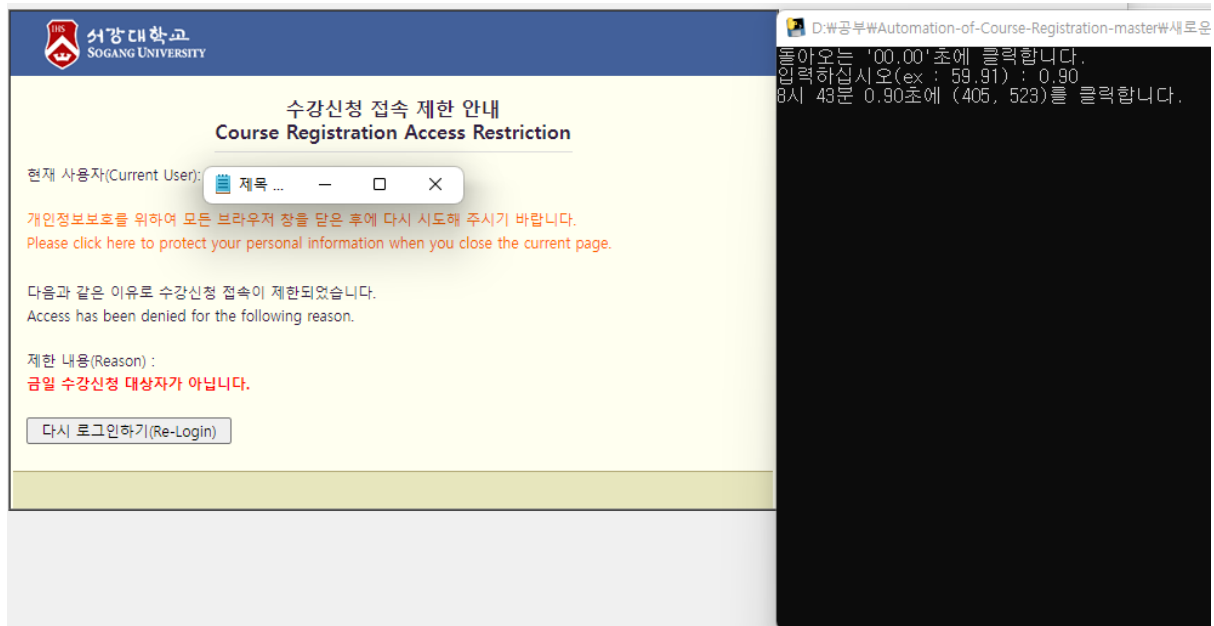 서강대학교
SOGANG UNIVERSITY
수강신청 접속 제한 안내
Course Registration Access Restriction
현재 사용자(Current User):
제목 ...
개인정보보호를 위하여 모든 브라우저 창을 닫은 후에 다시 시도해 주시기 바랍니다.
Please click here to protect your personal information when you close the current page.
다음과 같은 이유로 수강신청 접속이 제한되었습니다.
Access has been denied for the following reason.
제한 내용(Reason) :
금일 수강신청 대상자가 아닙니다.
다시 로그인하기(Re-Login)
D:₩공부₩Automation-of-Course-Registration-master₩새로운
돌아오는 '00.00'초에 클릭합니다.
입력하십시오(ex : 59.91) : 0.90
8시 43분 0.90초에 (405, 523)를 클릭합니다.